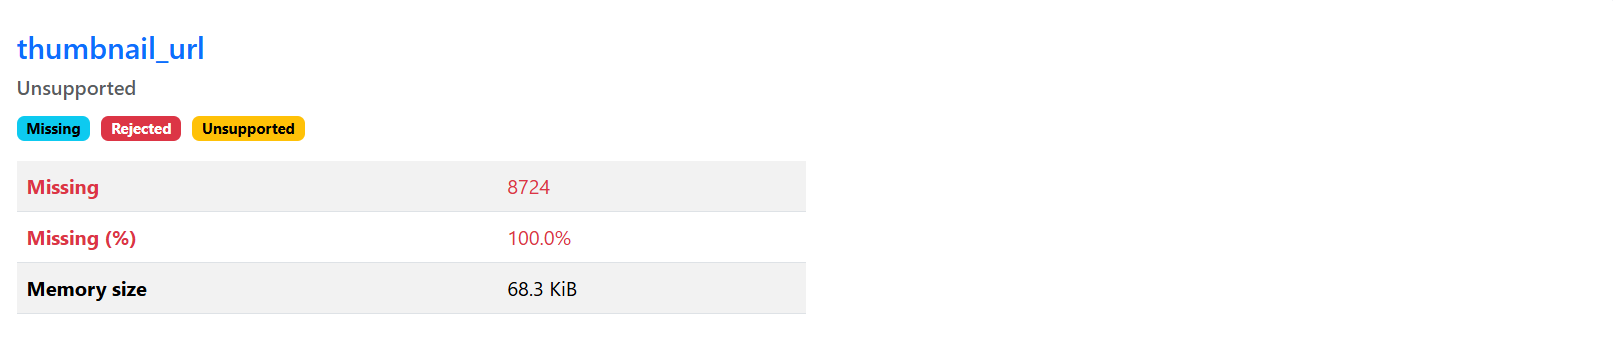 thumbnail_url
Unsupported
Missing Rejected Unsupported
Missing 8724
Missing (%) 100.0%
Memory size 68.3 KiB